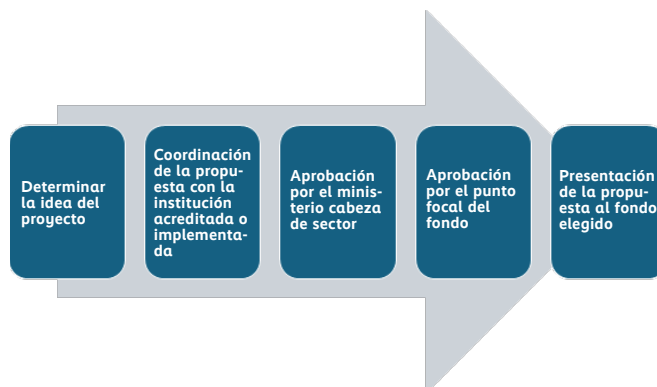 Determinar
la idea del
proyecto
Coordinación
de la propu-
esta con la
institución
acreditada o
implementa-
da
Aprobación
por el minis-
terio cabeza
de sector
Aprobación
por el punto
focal del
fondo
Presentación
de la propu-
esta al fondo
elegido